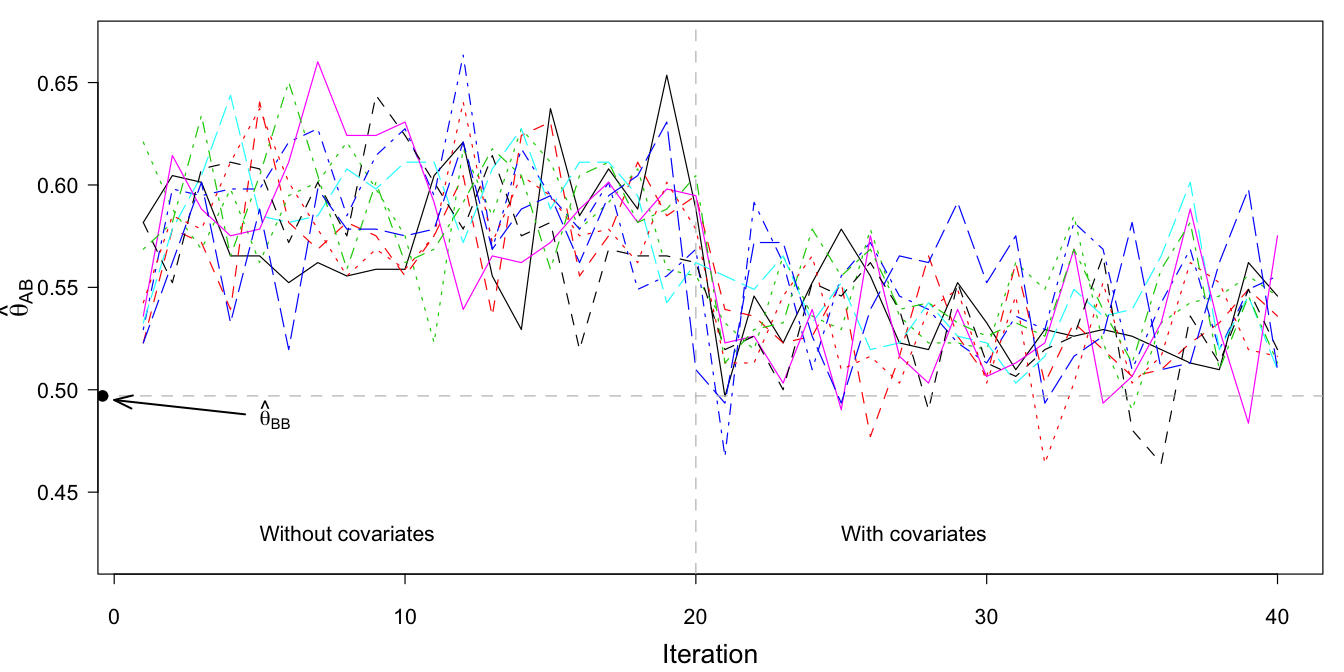 0.65
0.60
0.55
0.50
0.45
θ̂AB
θ̂BB
Without covariates
With covariates
0 10 20 30 40
Iteration